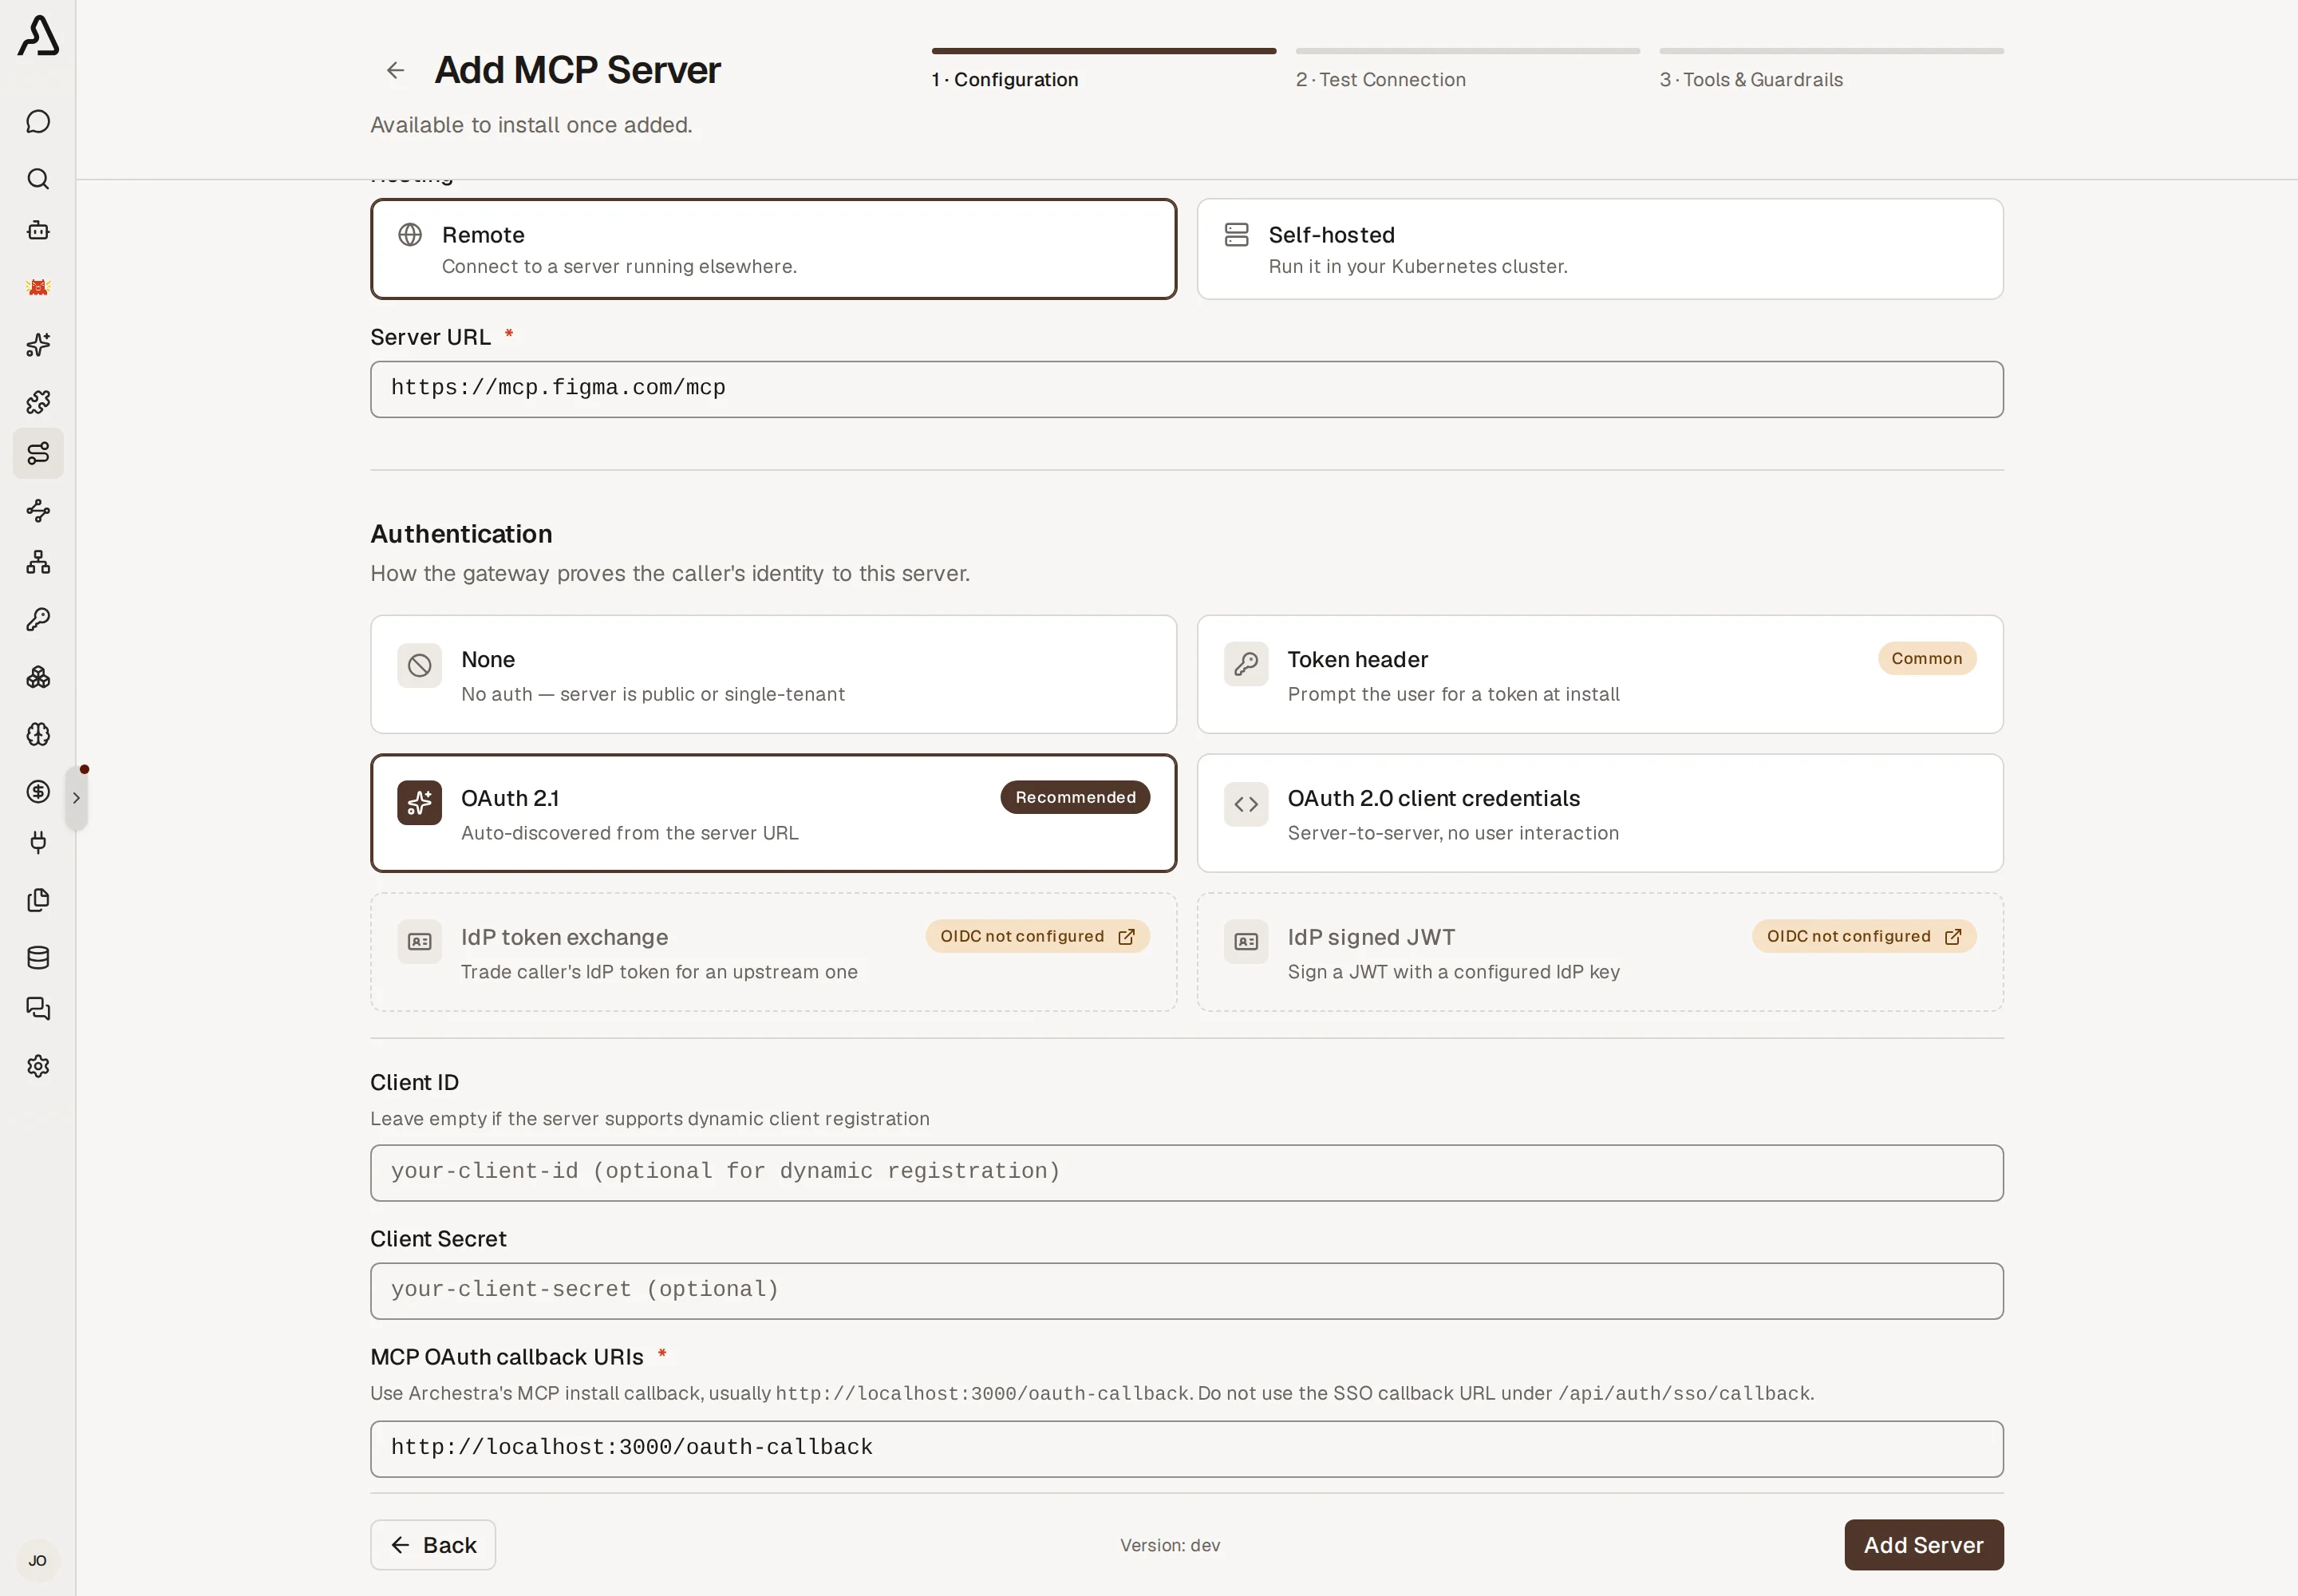 Add MCP Server
Available to install once added.
1 · Configuration
2 · Test Connection
3 · Tools & Guardrails
Remote
Connect to a server running elsewhere.
Self-hosted
Run it in your Kubernetes cluster.
Server URL *
https://mcp.figma.com/mcp
Authentication
How the gateway proves the caller's identity to this server.
None
No auth — server is public or single-tenant
Token header
Common
Prompt the user for a token at install
OAuth 2.1
Recommended
Auto-discovered from the server URL
OAuth 2.0 client credentials
Server-to-server, no user interaction
IdP token exchange
OIDC not configured
Trade caller's IdP token for an upstream one
IdP signed JWT
OIDC not configured
Sign a JWT with a configured IdP key
Client ID
Leave empty if the server supports dynamic client registration
your-client-id (optional for dynamic registration)
Client Secret
your-client-secret (optional)
MCP OAuth callback URIs *
Use Archestra's MCP install callback, usually http://localhost:3000/oauth-callback. Do not use the SSO callback URL under /api/auth/sso/callback.
http://localhost:3000/oauth-callback
Back
Version: dev
Add Server
JO